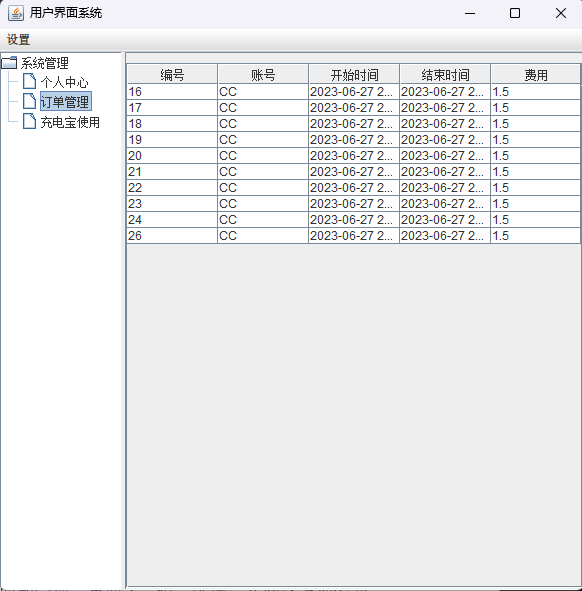 用户界面系统
设置
系统管理
个人中心
订单管理
充电宝使用
编号 账号 开始时间 结束时间 费用
16 CC 2023-06-27 2... 2023-06-27 2... 1.5
17 CC 2023-06-27 2... 2023-06-27 2... 1.5
18 CC 2023-06-27 2... 2023-06-27 2... 1.5
19 CC 2023-06-27 2... 2023-06-27 2... 1.5
20 CC 2023-06-27 2... 2023-06-27 2... 1.5
21 CC 2023-06-27 2... 2023-06-27 2... 1.5
22 CC 2023-06-27 2... 2023-06-27 2... 1.5
23 CC 2023-06-27 2... 2023-06-27 2... 1.5
24 CC 2023-06-27 2... 2023-06-27 2... 1.5
26 CC 2023-06-27 2... 2023-06-27 2... 1.5